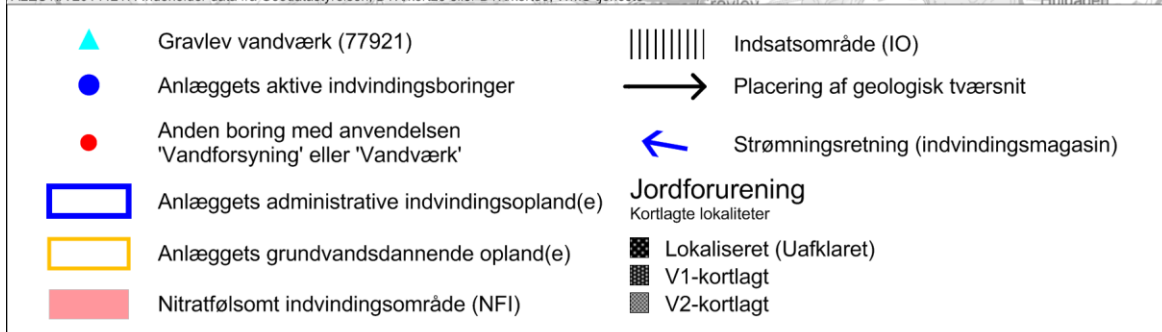 Gravlev vandværk (77921)
Anlæggets aktive indvindingsboringer
Anden boring med anvendelsen
'Vandforsyning' eller 'Vandværk'
Anlæggets administrative indvindingsopland(e)
Anlæggets grundvandsdannende opland(e)
Nitratfølsomt indvindingsområde (NFI)
Indsatsområde (IO)
Placering af geologisk tværsnit
Strømningsretning (indvindingsmagasin)
Jordforurening
Kortlagte lokaliteter
Lokaliseret (Uafklaret)
V1-kortlagt
V2-kortlagt